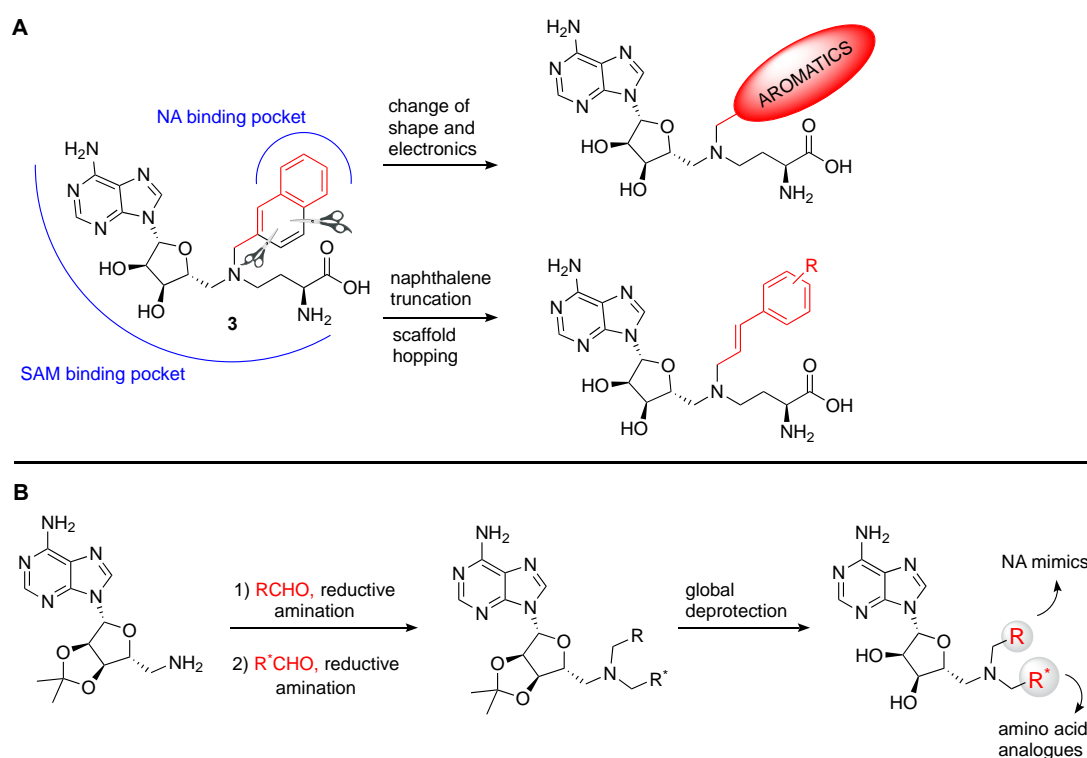 A
NA binding pocket
NH2
N
N
N
N
O
HO
HO
N
O
OH
NH2
3
SAM binding pocket
change of
shape and
electronics
H2N
N
N
N
N
O
HO
HO
N
AROMATICS
O
OH
NH2
naphthalene
truncation
scaffold
hopping
H2N
N
N
N
N
O
HO
HO
N
R
O
OH
NH2
B
NH2
N
N
N
N
O
O
O
NH2
1) RCHO, reductive
amination
2) R*CHO, reductive
amination
NH2
N
N
N
N
O
O
O
N
R
R*
global
deprotection
NH2
N
N
N
N
O
HO
HO
N
R
R*
NA mimics
amino acid
analogues